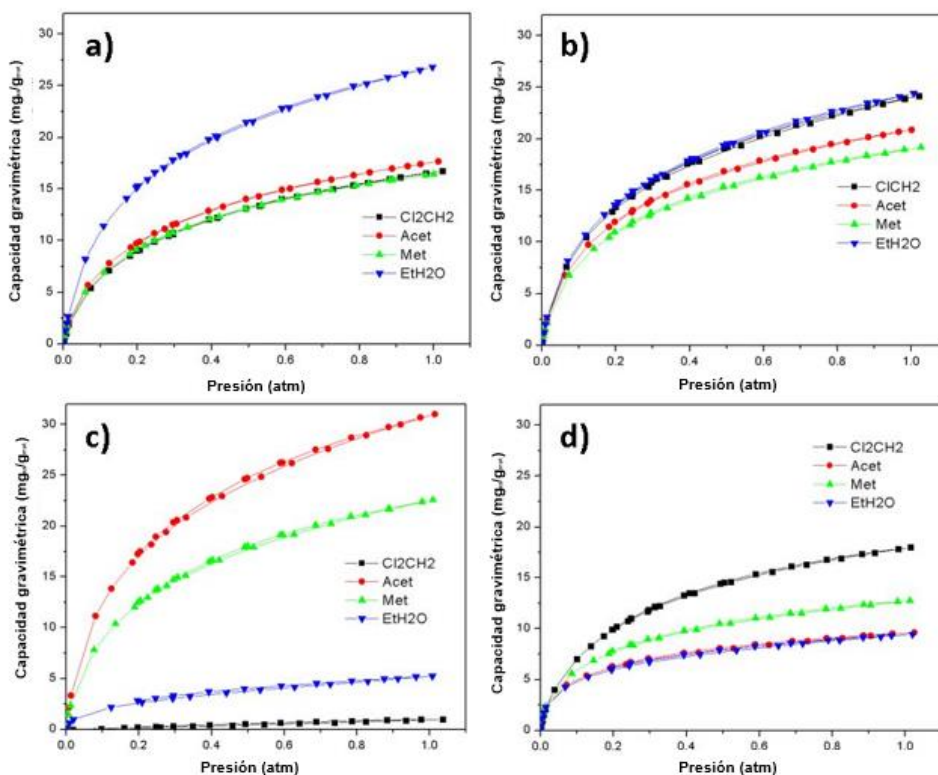 a)
Capacidad gravimétrica
30
25
20
15
10
5
0
Cl2CH2
Acet
Met
EtH2O
0.0 0.2 0.4 0.6 0.8 1.0
Presión (atm)
b)
Capacidad gravimétrica
30
25
20
15
10
5
0
ClCH2
Acet
Met
EtH2O
0.0 0.2 0.4 0.6 0.8 1.0
Presión (atm)
c)
Capacidad gravimétrica
30
25
20
15
10
5
0
Cl2CH2
Acet
Met
EtH2O
0.0 0.2 0.4 0.6 0.8 1.0
Presión (atm)
d)
Capacidad gravimétrica
30
25
20
15
10
5
0
Cl2CH2
Acet
Met
EtH2O
0.0 0.2 0.4 0.6 0.8 1.0
Presión (atm)